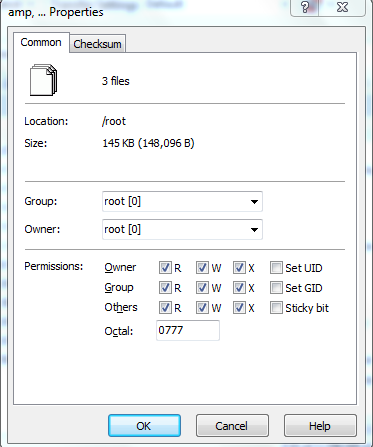 amp, ... Properties
Common Checksum
3 files
Location: /root
Size: 145 KB (148,096 B)
Group: root [0]
Owner: root [0]
Permissions: Owner R W X Set UID
Group R W X Set GID
Others R W X Sticky bit
Octal: 0777
OK Cancel Help